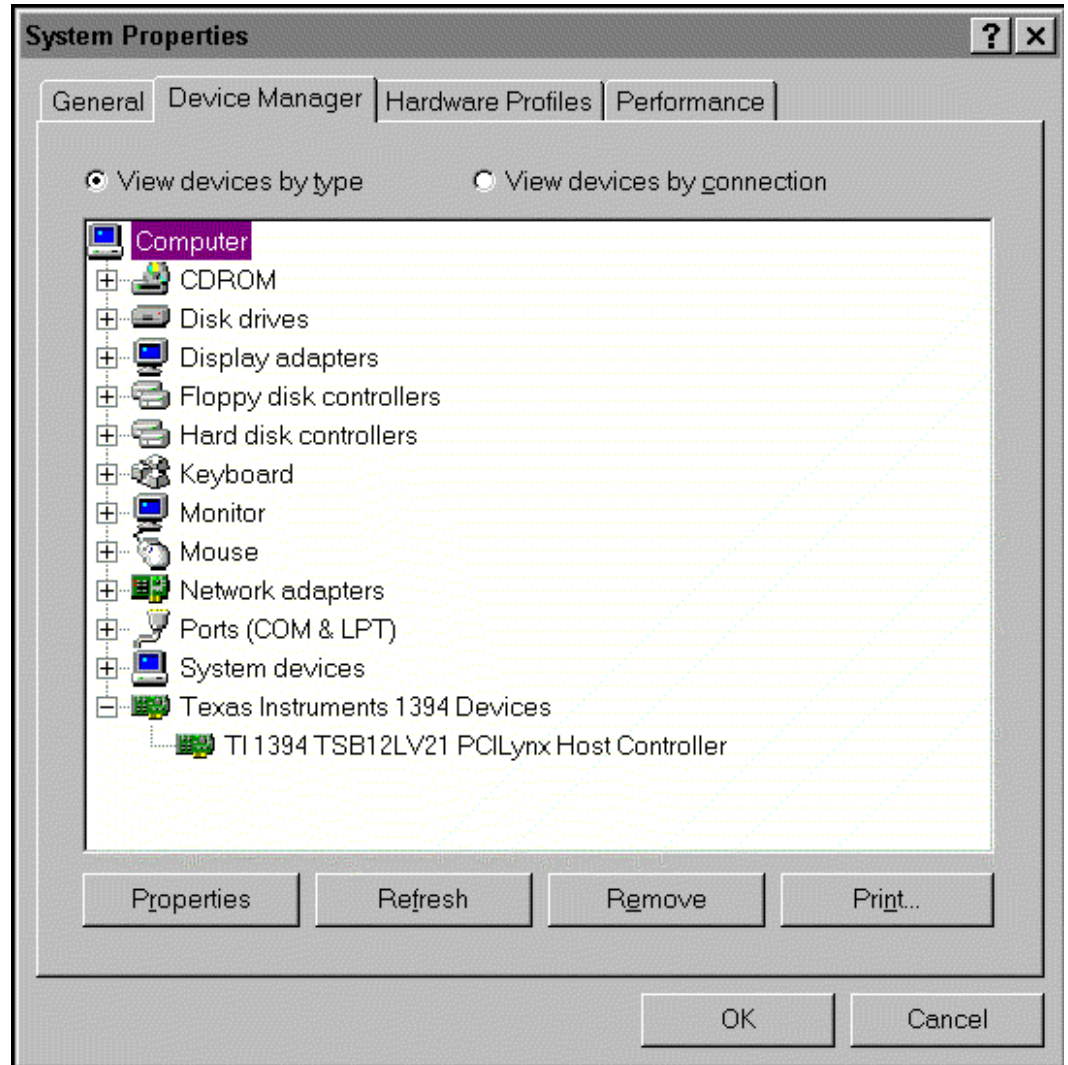 System Properties
General Device Manager Hardware Profiles Performance
View devices by type View devices by connection
Computer
CDROM
Disk drives
Display adapters
Floppy disk controllers
Hard disk controllers
Keyboard
Monitor
Mouse
Network adapters
Ports (COM & LPT)
System devices
Texas Instruments 1394 Devices
TI 1394 TSB12LV21 PCILynx Host Controller
Properties Refresh Remove Print...
OK Cancel